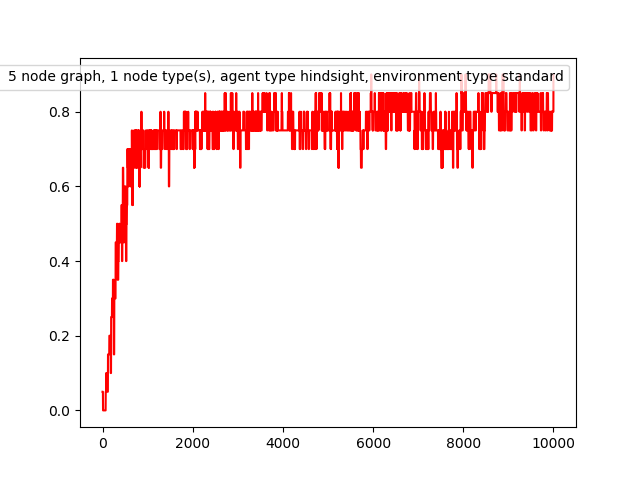 5 node graph, 1 node type(s), agent type hindsight, environment type standard
0.8
0.6
0.4
0.2
0.0
0 2000 4000 6000 8000 10000